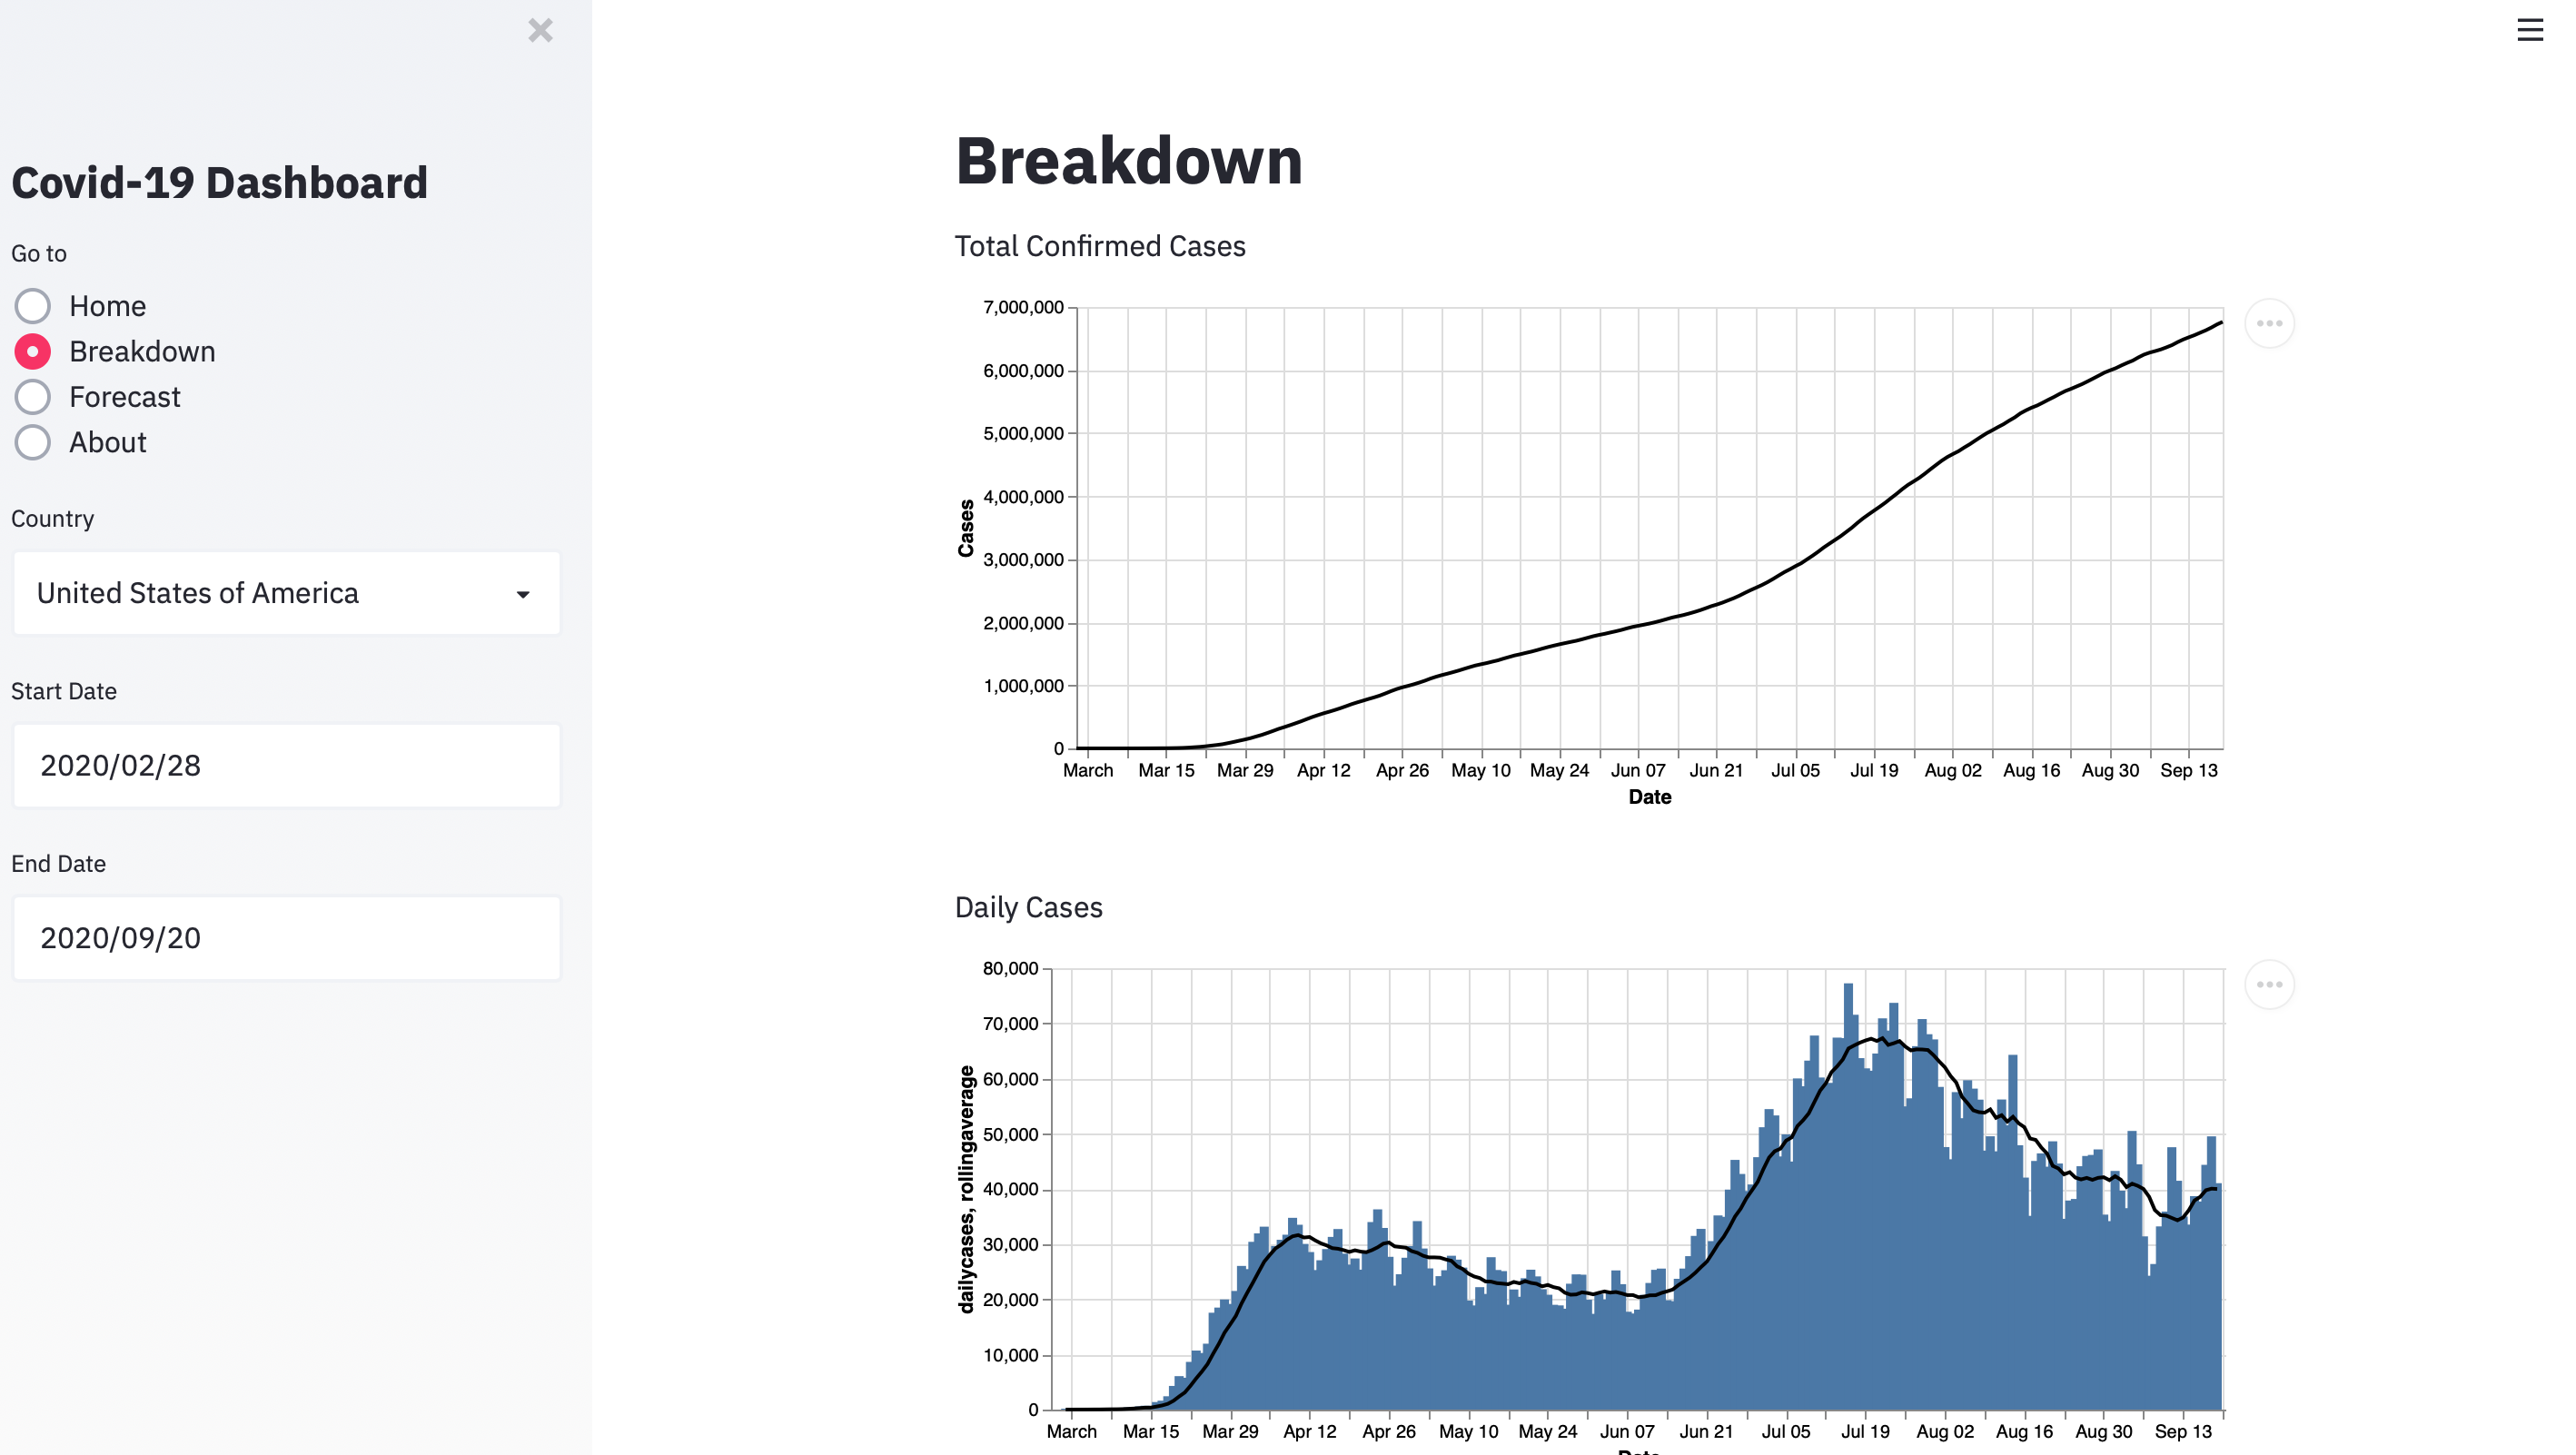 Covid-19 Dashboard
Go to
Home
Breakdown
Forecast
About
Country
United States of America
Start Date
2020/02/28
End Date
2020/09/20
Breakdown
Total Confirmed Cases
7,000,000
6,000,000
5,000,000
4,000,000
3,000,000
2,000,000
1,000,000
0
Cases
March Mar 15 Mar 29 Apr 12 Apr 26 May 10 May 24 Jun 07 Jun 21 Jul 05 Jul 19 Aug 02 Aug 16 Aug 30 Sep 13
Date
Daily Cases
80,000
70,000
60,000
50,000
40,000
30,000
20,000
10,000
0
dailycases, rollingaverage
March Mar 15 Mar 29 Apr 12 Apr 26 May 10 May 24 Jun 07 Jun 21 Jul 05 Jul 19 Aug 02 Aug 16 Aug 30 Sep 13